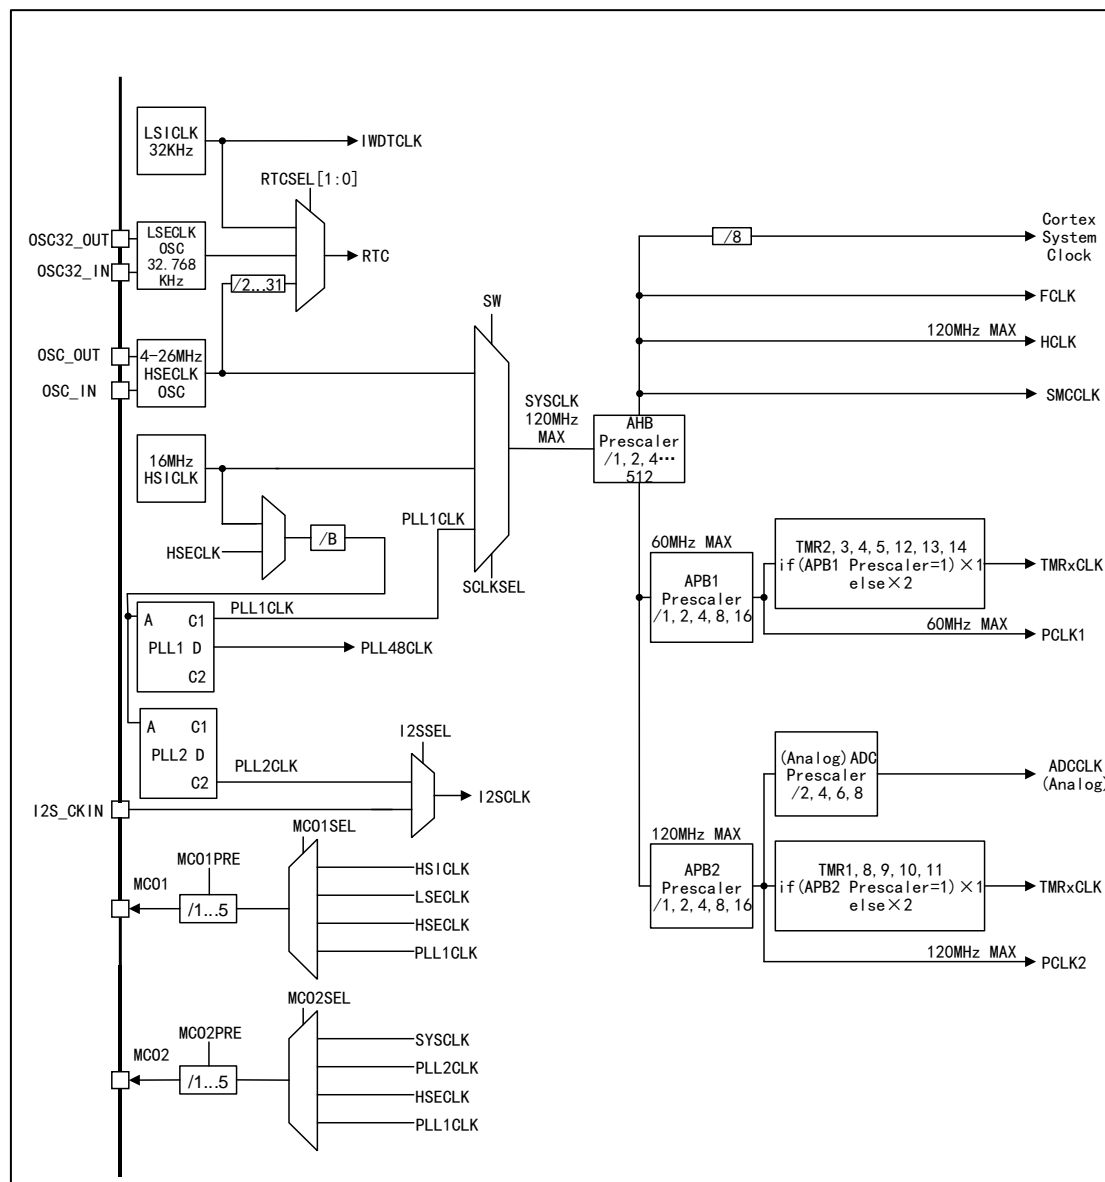 LSICLK
32KHz
IWDTCLK
RTCSEL[1:0]
OSC32_OUT
OSC32_IN
LSECLK
OSC
32.768
KHz
RTC
/2...31
/8
Cortex
System
Clock
FCLK
120MHz MAX
HCLK
SMCCLK
SW
OSC_OUT
OSC_IN
4-26MHz
HSECLK
OSC
SYSCLK
120MHz
MAX
AHB
Prescaler
/1, 2, 4…
512
16MHz
HSICLK
HSECLK
/B
PLL1CLK
SCLKSEL
60MHz MAX
APB1
Prescaler
/1, 2, 4, 8, 16
TMR2, 3, 4, 5, 12, 13, 14
if(APB1 Prescaler=1)×1
else×2
TMRxCLK
60MHz MAX
PCLK1
A C1
PLL1 D
C2
PLL1CLK
PLL48CLK
A C1
PLL2 D
C2
PLL2CLK
I2SSEL
I2SCLK
I2S_CKIN
(Analog)ADC
Prescaler
/2, 4, 6, 8
ADCCLK
(Analog)
120MHz MAX
APB2
Prescaler
/1, 2, 4, 8, 16
TMR1, 8, 9, 10, 11
if(APB2 Prescaler=1)×1
else×2
TMRxCLK
120MHz MAX
PCLK2
MCO1SEL
MCO1PRE
MCO1
/1...5
HSICLK
LSECLK
HSECLK
PLL1CLK
MCO2SEL
MCO2PRE
MCO2
/1...5
SYSCLK
PLL2CLK
HSECLK
PLL1CLK